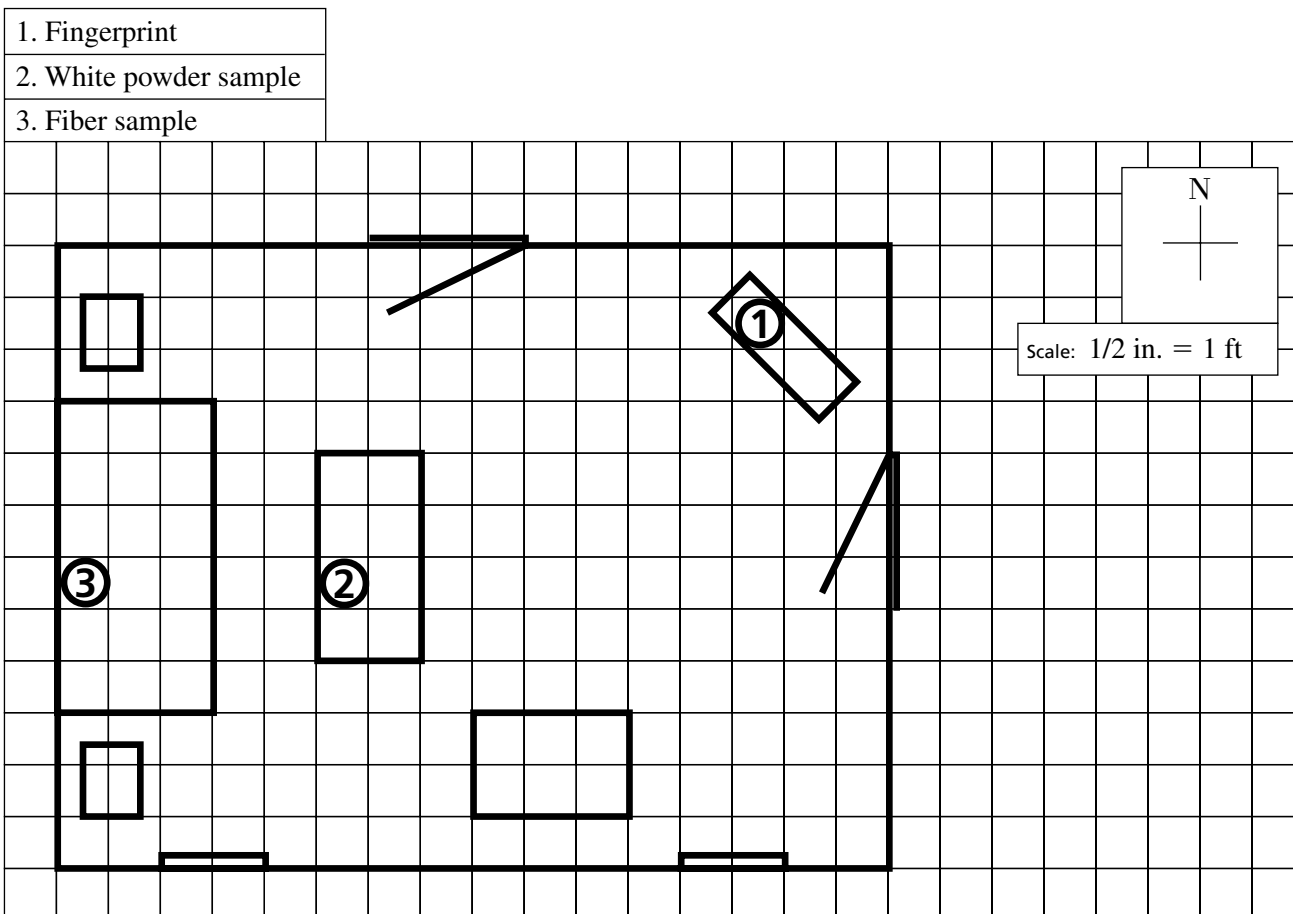 1. Fingerprint
2. White powder sample
3. Fiber sample
N
1
Scale: 1/2 in. = 1 ft
3
2